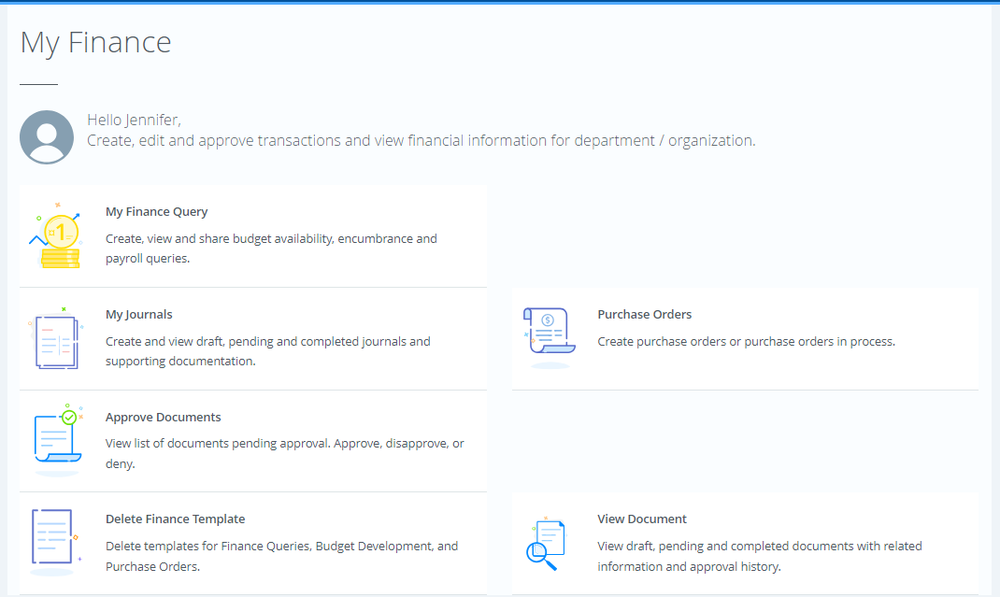 My Finance
Hello Jennifer,
Create, edit and approve transactions and view financial information for department / organization.
1
My Finance Query
Create, view and share budget availability, encumbrance and
payroll queries.
My Journals
Create and view draft, pending and completed journals and
supporting documentation.
$
Purchase Orders
Create purchase orders or purchase orders in process.
Approve Documents
View list of documents pending approval. Approve, disapprove, or
deny.
Delete Finance Template
Delete templates for Finance Queries, Budget Development, and
Purchase Orders.
View Document
View draft, pending and completed documents with related
information and approval history.